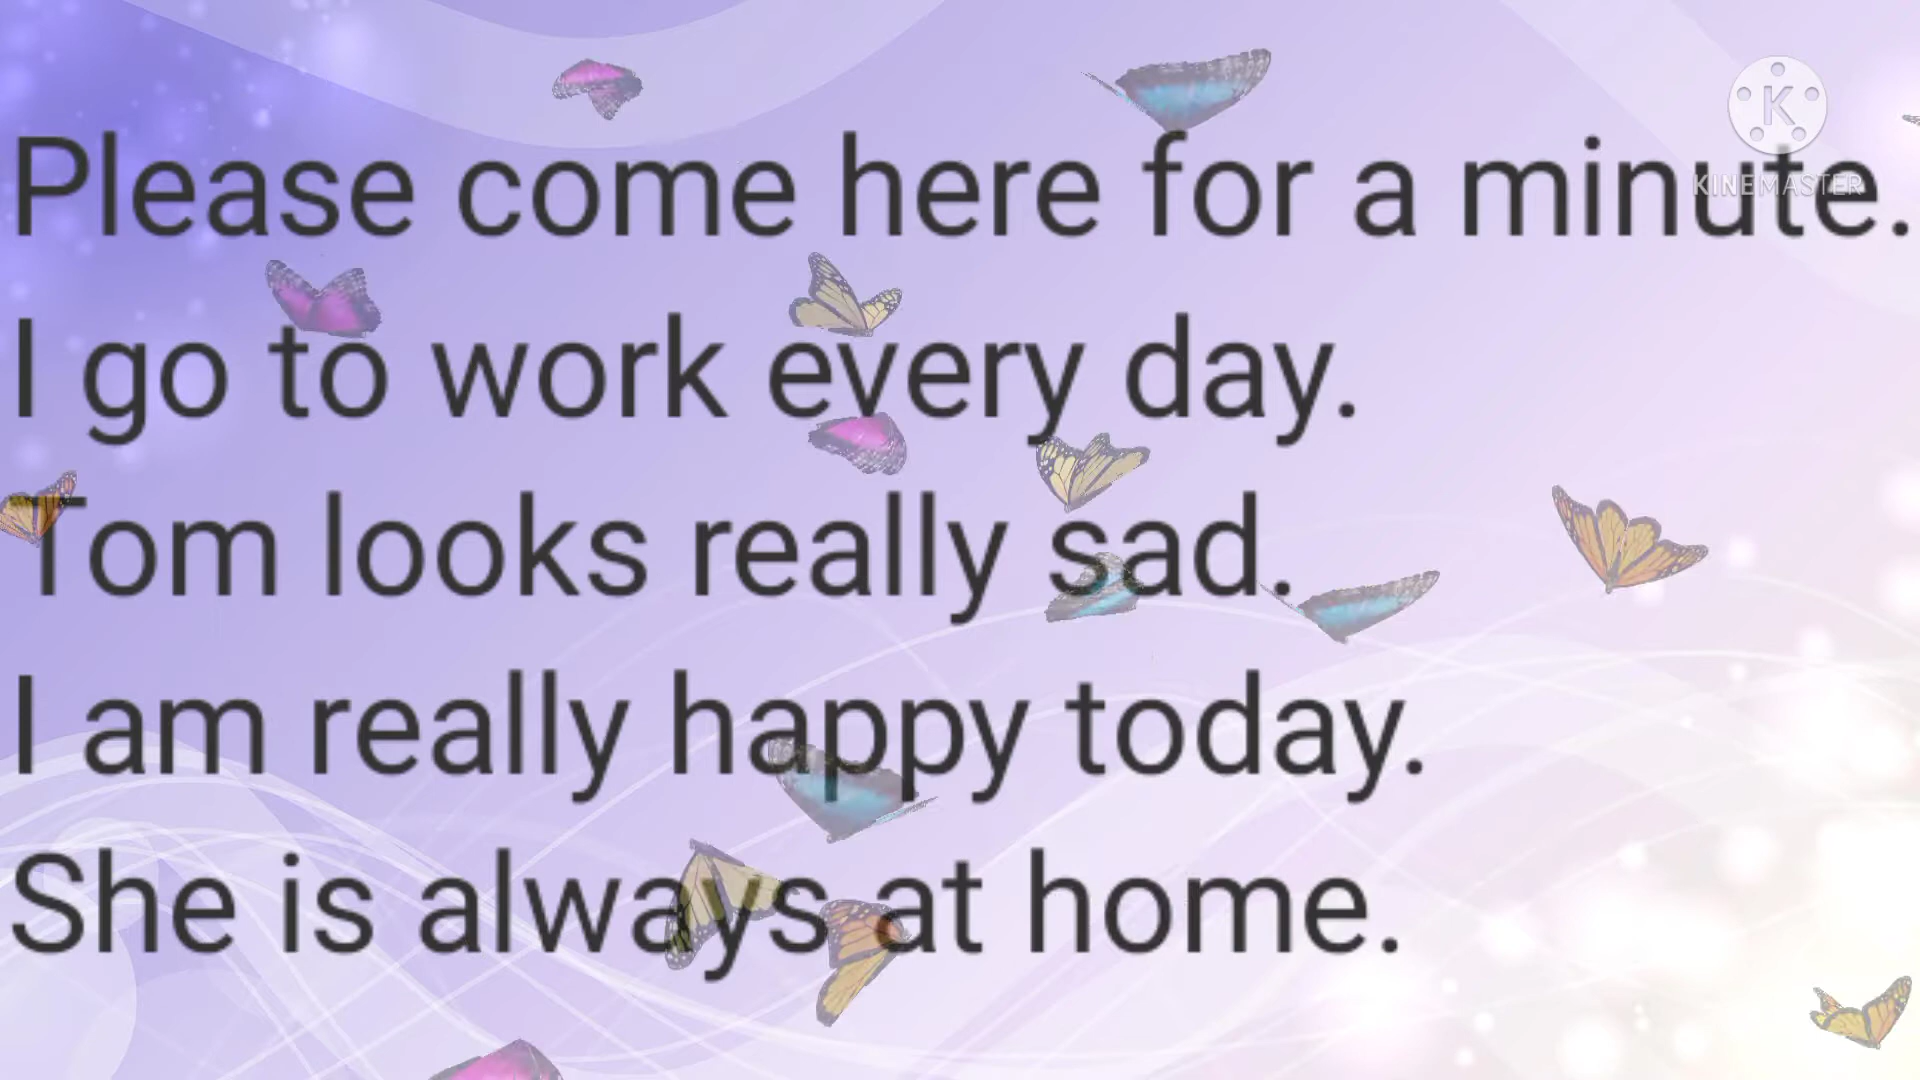 K
KINEMASTER
Please come here for a minute.
I go to work every day.
Tom looks really sad.
I am really happy today.
She is always at home.